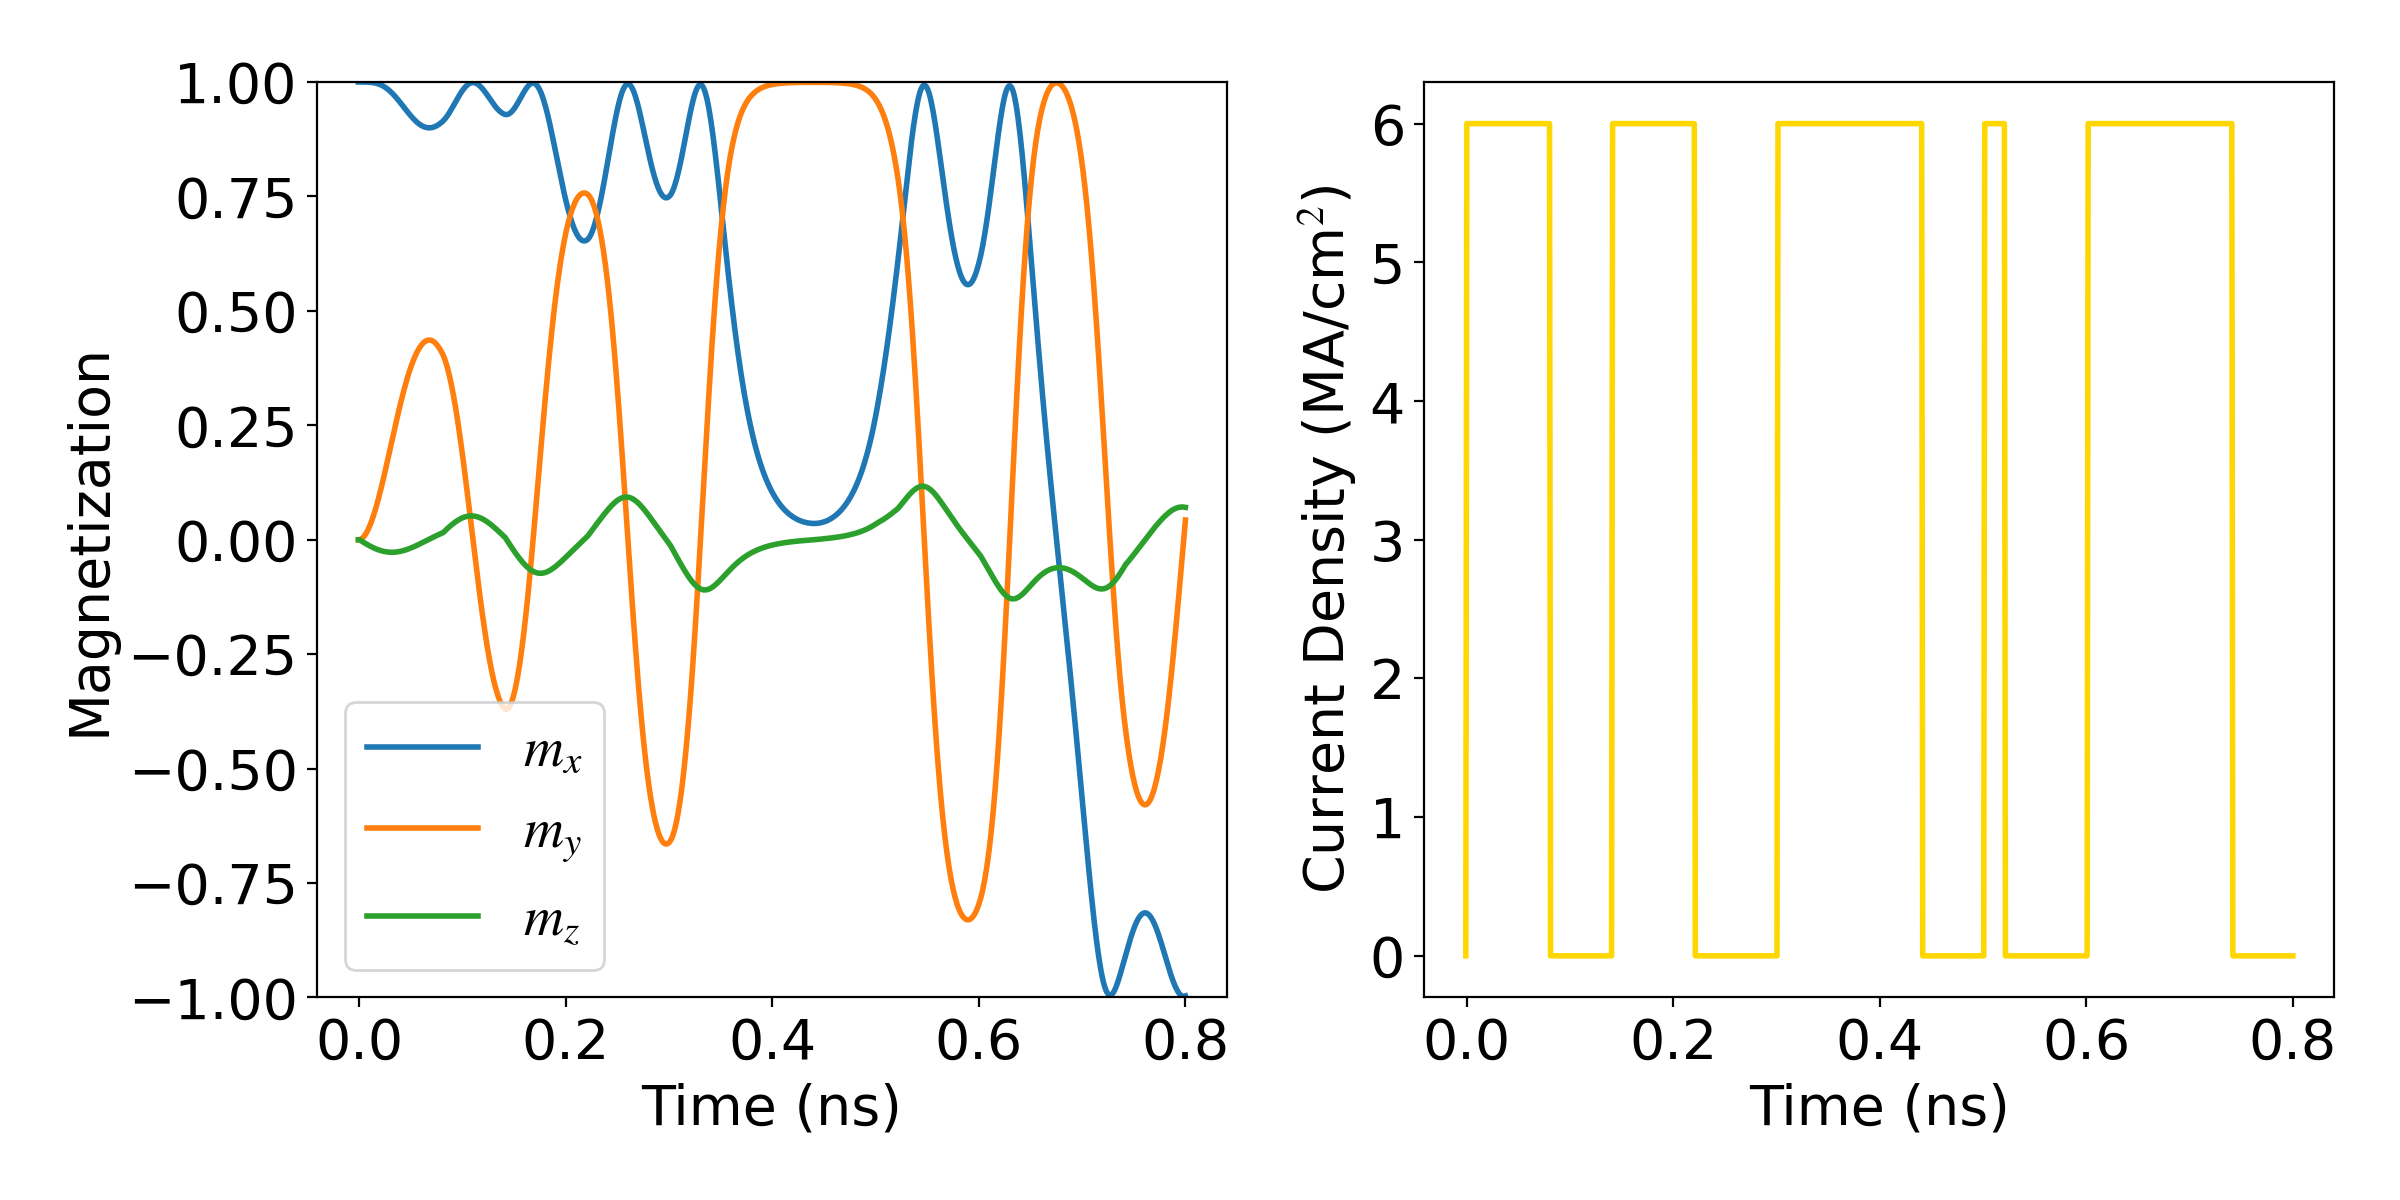 Magnetization
1.00
0.75
0.50
0.25
0.00
−0.25
−0.50
−0.75
−1.00
m_x
m_y
m_z
0.0 0.2 0.4 0.6 0.8
Time (ns)
Current Density (MA/cm²)
6
5
4
3
2
1
0
0.0 0.2 0.4 0.6 0.8
Time (ns)